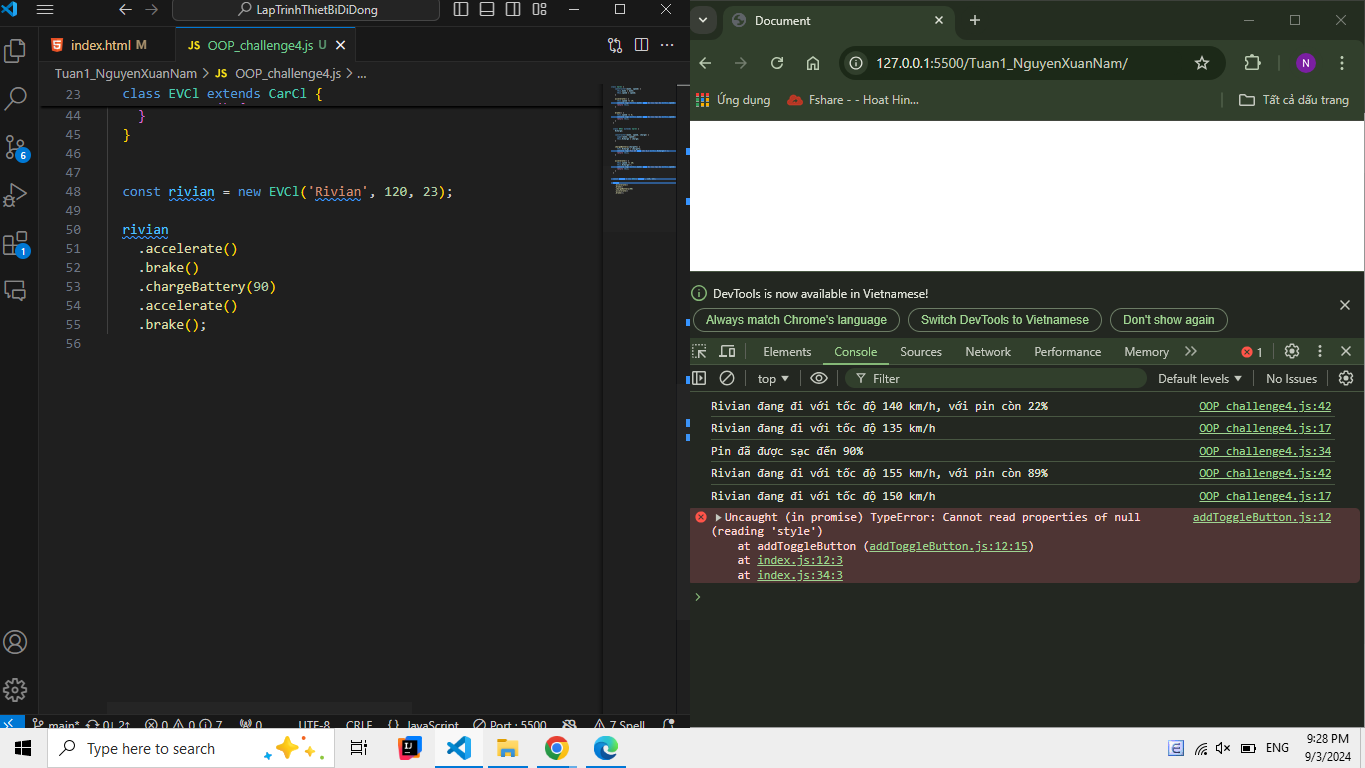 LapTrinhThietBiDiDong
index.html M
JS OOP_challenge4.js U
Tuan1_NguyenXuanNam > JS OOP_challenge4.js > ...
23 class EVCl extends CarCl {
44 }
45 }
46
47
48 const rivian = new EVCl('Rivian', 120, 23);
49
50 rivian
51 .accelerate()
52 .brake()
53 .chargeBattery(90)
54 .accelerate()
55 .brake();
56
6
1
main* 0↓ 2↑ 0 0 7 0 UTF-8 CRLF {} JavaScript Port : 5500 7 Spell
Document
127.0.0.1:5500/Tuan1_NguyenXuanNam/
N
Ứng dụng
Fshare - - Hoat Hin...
Tất cả dấu trang
DevTools is now available in Vietnamese!
Always match Chrome's language
Switch DevTools to Vietnamese
Don't show again
Elements Console Sources Network Performance Memory 1
top Filter Default levels No Issues
Rivian đang đi với tốc độ 140 km/h, với pin còn 22% OOP_challenge4.js:42
Rivian đang đi với tốc độ 135 km/h OOP_challenge4.js:17
Pin đã được sạc đến 90% OOP_challenge4.js:34
Rivian đang đi với tốc độ 155 km/h, với pin còn 89% OOP_challenge4.js:42
Rivian đang đi với tốc độ 150 km/h OOP_challenge4.js:17
Uncaught (in promise) TypeError: Cannot read properties of null addToggleButton.js:12
(reading 'style')
at addToggleButton (addToggleButton.js:12:15)
at index.js:12:3
at index.js:34:3
Type here to search
ENG
9:28 PM
9/3/2024